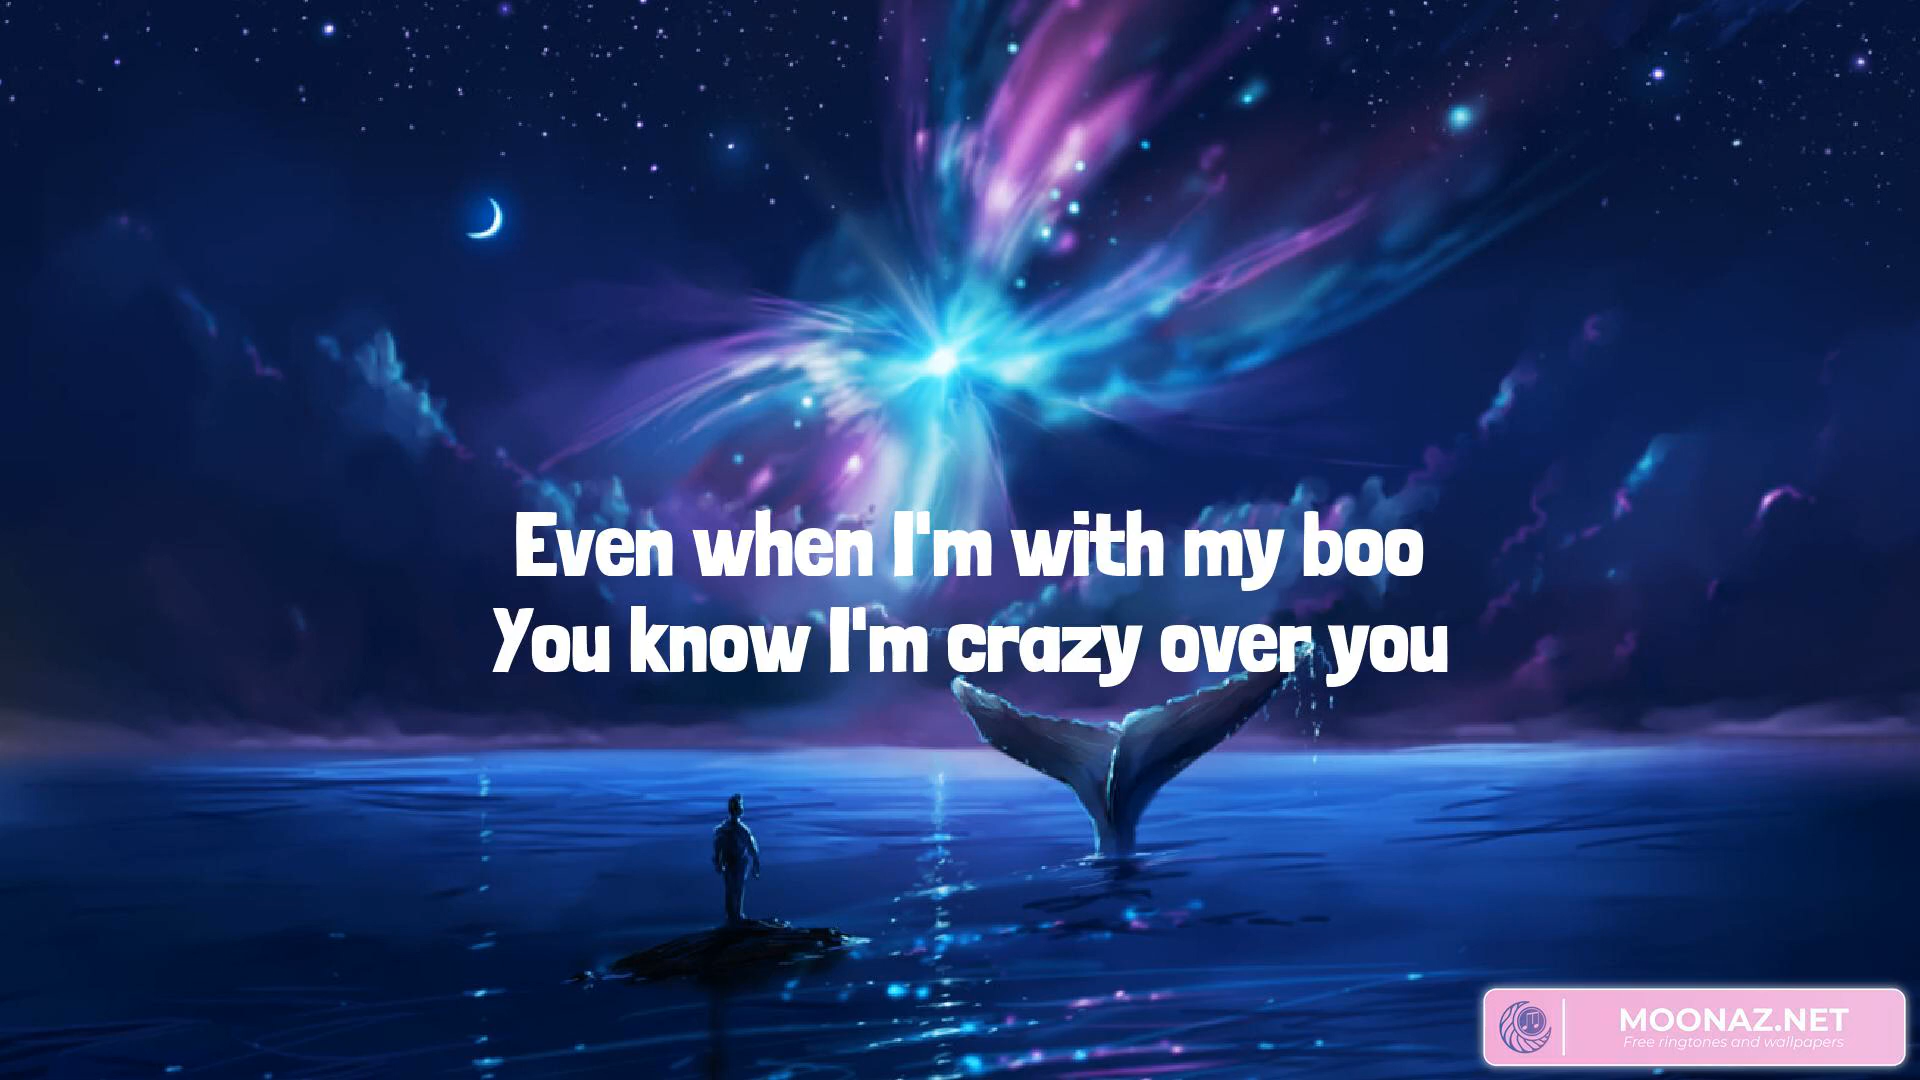 Even when I'm with my boo
You know I'm crazy over you
MOONAZ.NET
Free ringtones and wallpapers